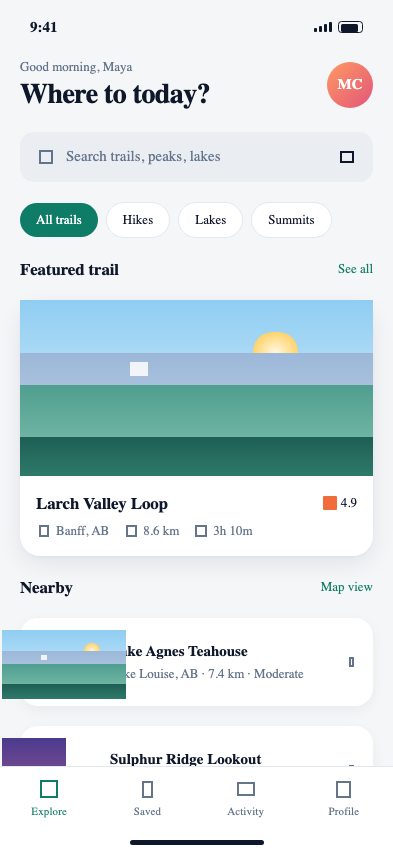 9:41
Good morning, Maya
Where to today?
MC
Search trails, peaks, lakes
All trails
Hikes
Lakes
Summits
Featured trail
See all
Larch Valley Loop
4.9
Banff, AB
8.6 km
3h 10m
Nearby
Map view
ke Agnes Teahouse
ke Louise, AB · 7.4 km · Moderate
Sulphur Ridge Lookout
Explore
Saved
Activity
Profile